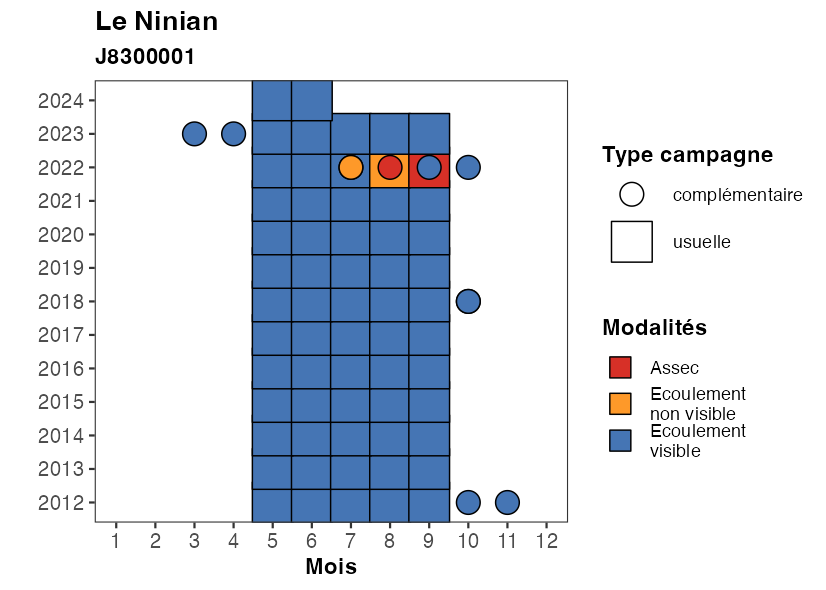 Le Ninian
J8300001
2024
2023
2022
2021
2020
2019
2018
2017
2016
2015
2014
2013
2012
1 2 3 4 5 6 7 8 9 10 11 12
Mois
Type campagne
complémentaire
usuelle
Modalités
Assec
Ecoulement
non visible
Ecoulement
visible